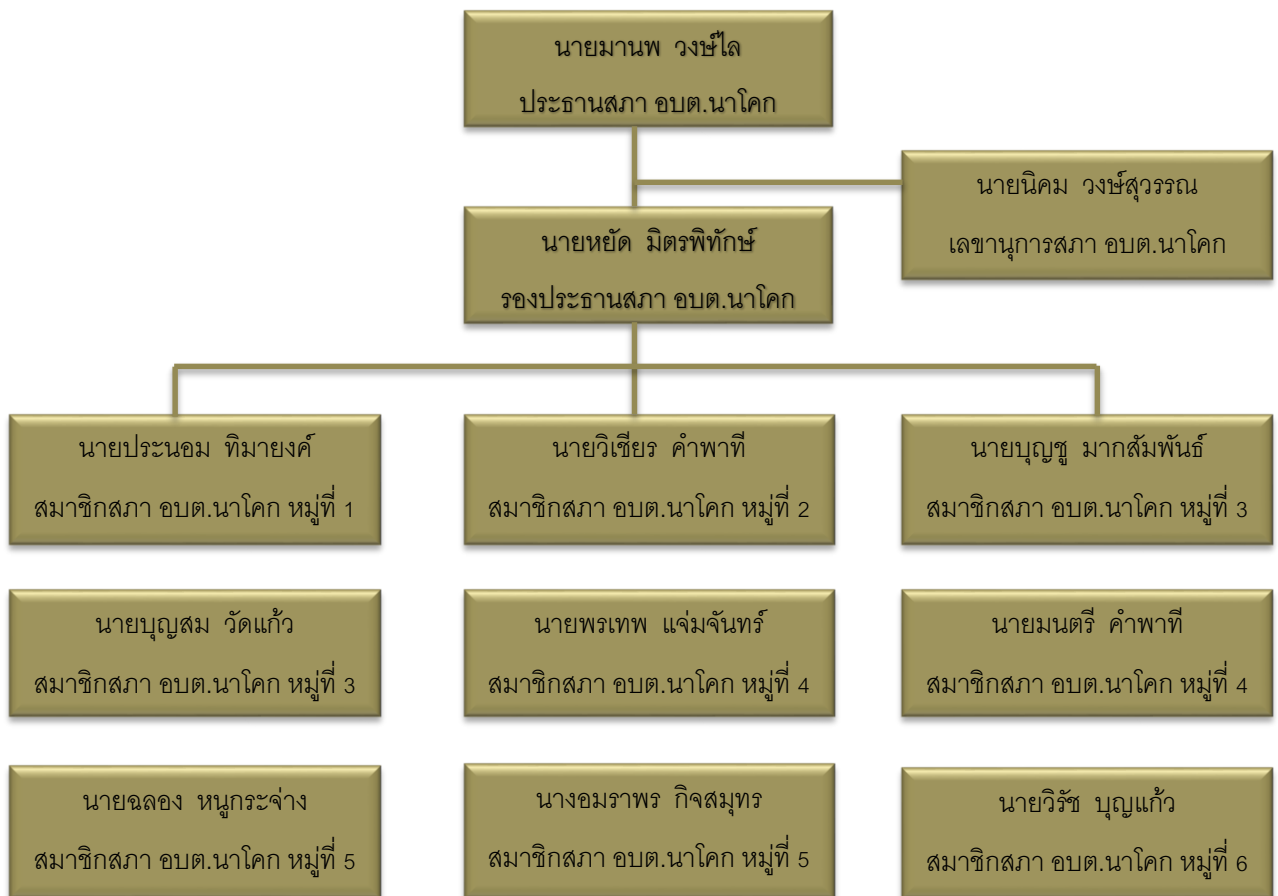 นายมานพ วงษ์ไล
ประธานสภา อบต.นาโคก
นายนิคม วงษ์สุวรรณ
เลขานุการสภา อบต.นาโคก
นายหยัด มิตรพิทักษ์
รองประธานสภา อบต.นาโคก
นายประนอม ทิมายงค์
สมาชิกสภา อบต.นาโคก หมู่ที่ 1
นายวิเชียร คำพาที
สมาชิกสภา อบต.นาโคก หมู่ที่ 2
นายบุญชู มากสัมพันธ์
สมาชิกสภา อบต.นาโคก หมู่ที่ 3
นายบุญสม วัดแก้ว
สมาชิกสภา อบต.นาโคก หมู่ที่ 3
นายพรเทพ แจ่มจันทร์
สมาชิกสภา อบต.นาโคก หมู่ที่ 4
นายมนตรี คำพาที
สมาชิกสภา อบต.นาโคก หมู่ที่ 4
นายฉลอง หนูกระจ่าง
สมาชิกสภา อบต.นาโคก หมู่ที่ 5
นางอมราพร กิจสมุทร
สมาชิกสภา อบต.นาโคก หมู่ที่ 5
นายวิรัช บุญแก้ว
สมาชิกสภา อบต.นาโคก หมู่ที่ 6